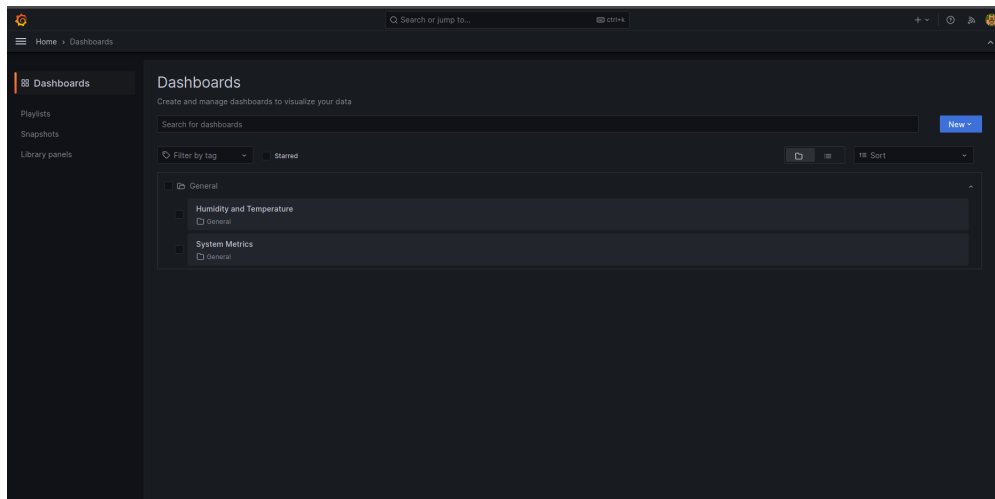 Search or jump to...
ctrl+k
Home › Dashboards
Dashboards
Playlists
Snapshots
Library panels
Dashboards
Create and manage dashboards to visualize your data
Search for dashboards
New
Filter by tag
Starred
Sort
General
Humidity and Temperature
General
System Metrics
General